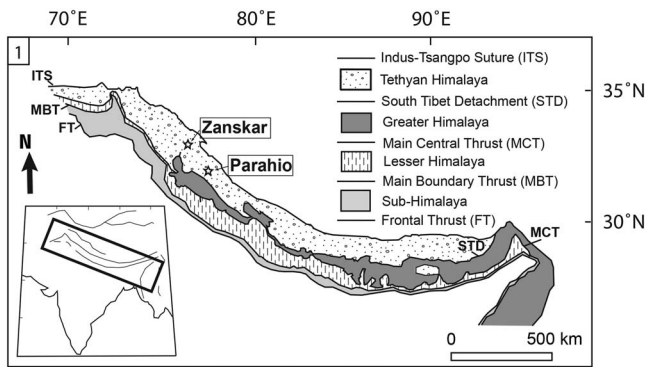 70°E 80°E 90°E
1
ITS
MBT
FT
N
Zanskar
Parahio
Indus-Tsangpo Suture (ITS)
Tethyan Himalaya
South Tibet Detachment (STD)
Greater Himalaya
Main Central Thrust (MCT)
Lesser Himalaya
Main Boundary Thrust (MBT)
Sub-Himalaya
Frontal Thrust (FT)
35°N
30°N
STD
MCT
0 500 km